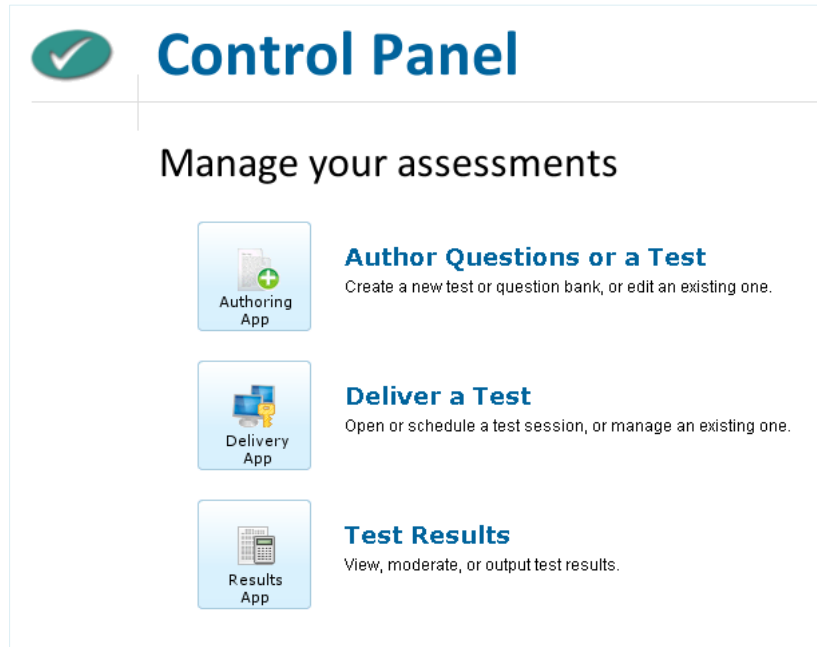 Control Panel
Manage your assessments
Authoring
App
Author Questions or a Test
Create a new test or question bank, or edit an existing one.
Delivery
App
Deliver a Test
Open or schedule a test session, or manage an existing one.
Results
App
Test Results
View, moderate, or output test results.